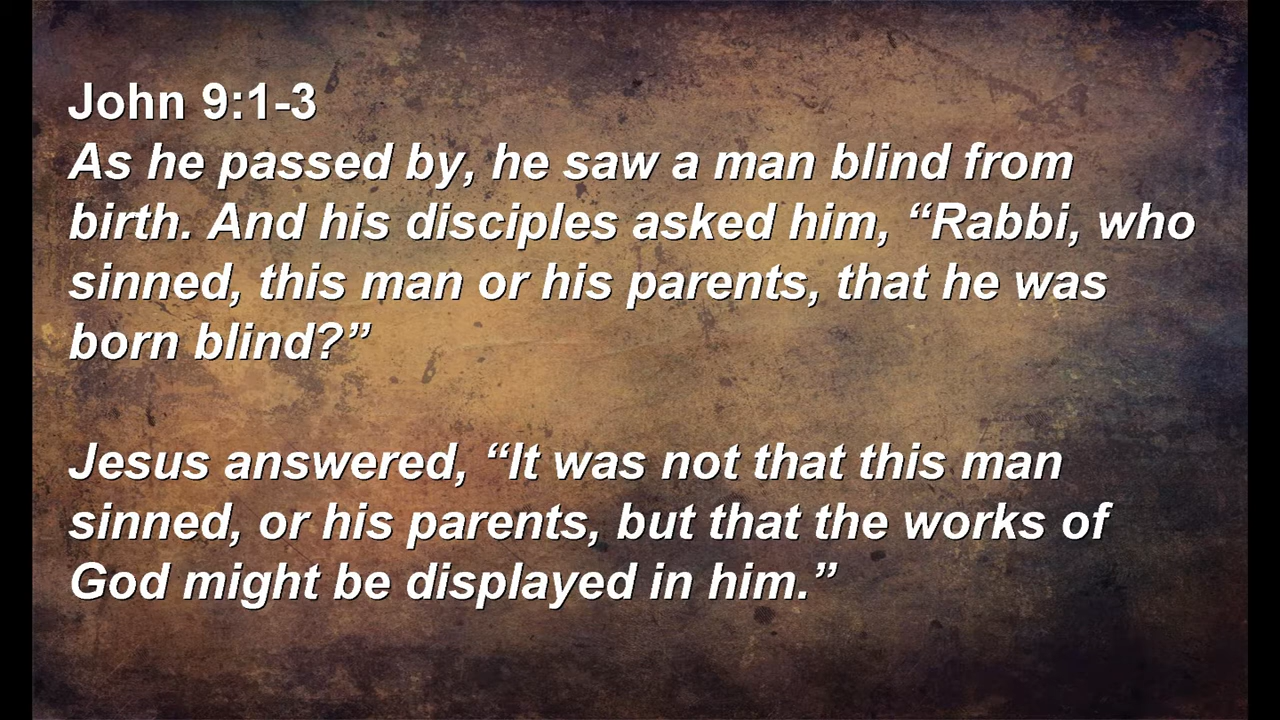 John 9:1-3
As he passed by, he saw a man blind from
birth. And his disciples asked him, “Rabbi, who
sinned, this man or his parents, that he was
born blind?”
Jesus answered, “It was not that this man
sinned, or his parents, but that the works of
God might be displayed in him.”